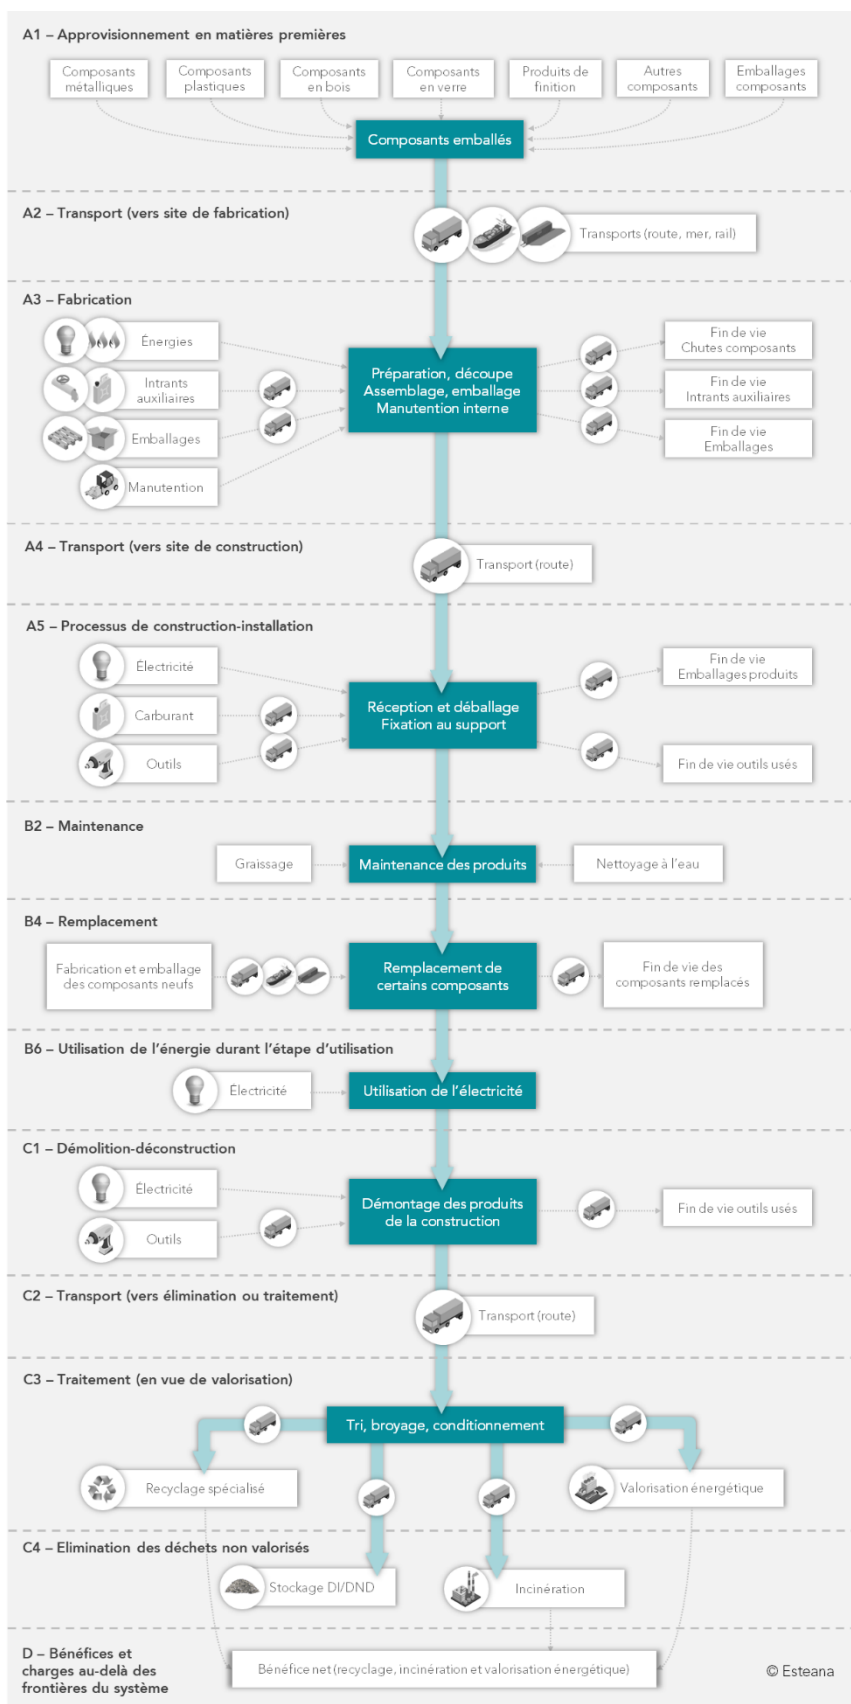 A1 – Approvisionnement en matières premières
Composants
métalliques
Composants
plastiques
Composants
en bois
Composants
en verre
Produits de
finition
Autres
composants
Emballages
composants
Composants emballés
A2 – Transport (vers site de fabrication)
Transports (route, mer, rail)
A3 – Fabrication
Énergies
Intrants
auxiliaires
Emballages
Manutention
Préparation, découpe
Assemblage, emballage
Manutention interne
Fin de vie
Chutes composants
Fin de vie
Intrants auxiliaires
Fin de vie
Emballages
A4 – Transport (vers site de construction)
Transport (route)
A5 – Processus de construction-installation
Électricité
Carburant
Outils
Réception et déballage
Fixation au support
Fin de vie
Emballages produits
Fin de vie outils usés
B2 – Maintenance
Graissage
Maintenance des produits
Nettoyage à l'eau
B4 – Remplacement
Fabrication et emballage
des composants neufs
Remplacement de
certains composants
Fin de vie des
composants remplacés
B6 – Utilisation de l'énergie durant l'étape d'utilisation
Électricité
Utilisation de l'électricité
C1 – Démolition-déconstruction
Électricité
Outils
Démontage des produits
de la construction
Fin de vie outils usés
C2 – Transport (vers élimination ou traitement)
Transport (route)
C3 – Traitement (en vue de valorisation)
Tri, broyage, conditionnement
Recyclage spécialisé
Valorisation énergétique
C4 – Elimination des déchets non valorisés
Stockage DI/DND
Incinération
D – Bénéfices et
charges au-delà des
frontières du système
Bénéfice net (recyclage, incinération et valorisation énergétique)
© Esteana